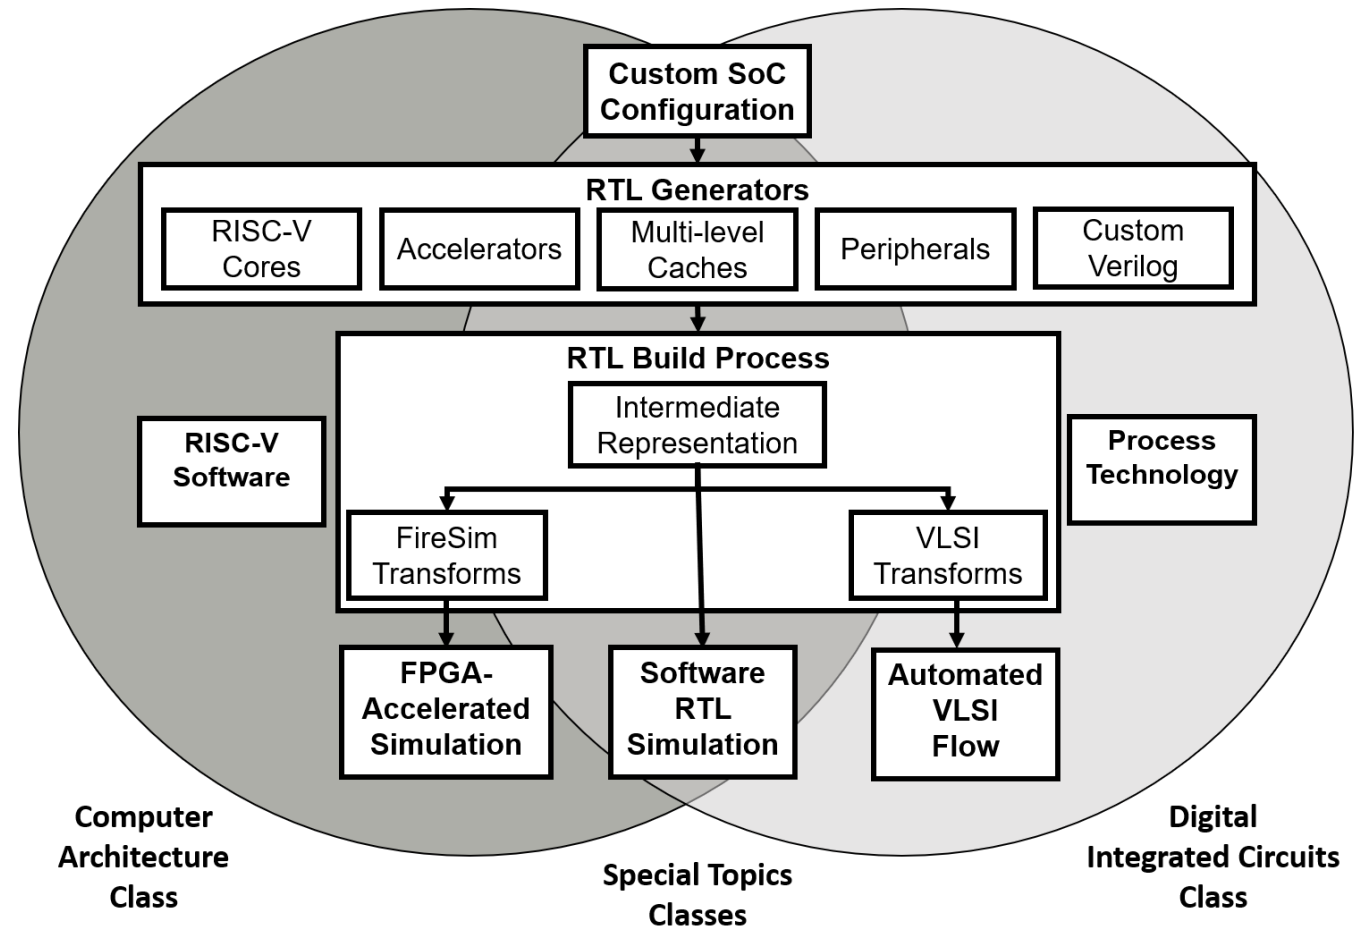 Custom SoC
Configuration
RTL Generators
RISC-V
Cores
Accelerators
Multi-level
Caches
Peripherals
Custom
Verilog
RTL Build Process
Intermediate
Representation
RISC-V
Software
Process
Technology
FireSim
Transforms
VLSI
Transforms
FPGA-
Accelerated
Simulation
Software
RTL
Simulation
Automated
VLSI
Flow
Computer
Architecture
Class
Special Topics
Classes
Digital
Integrated Circuits
Class